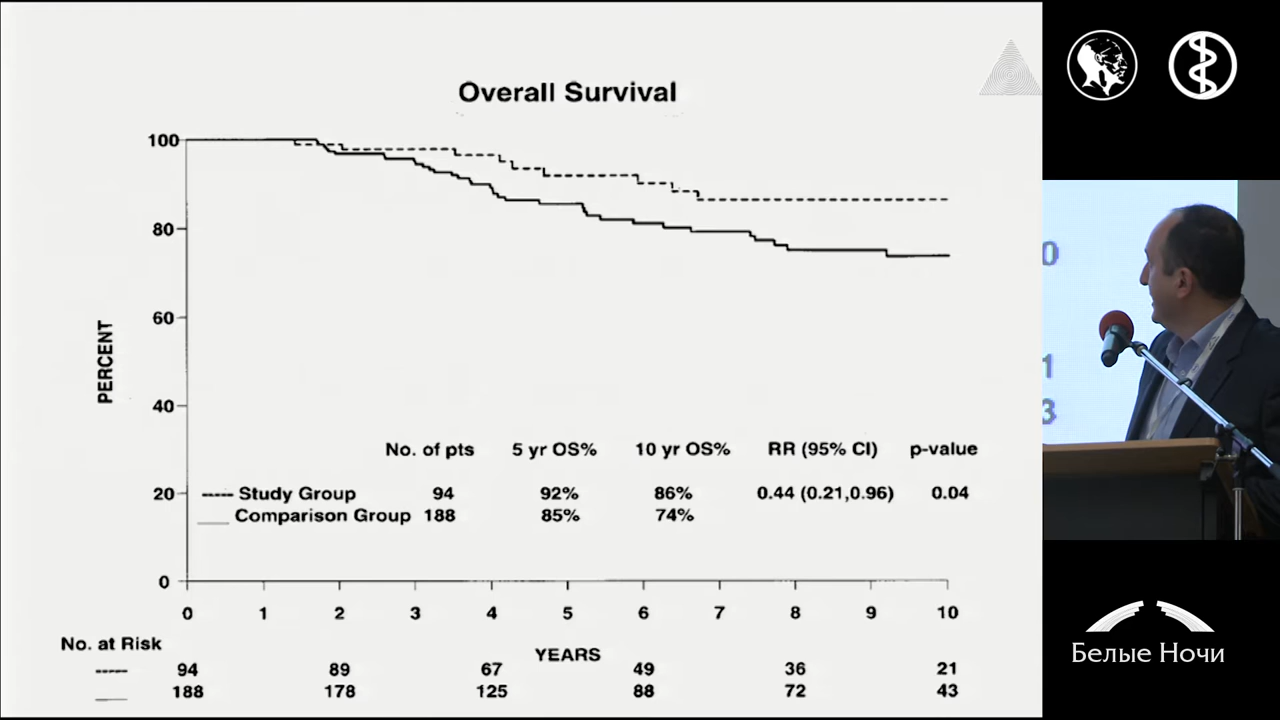 Overall Survival
100
80
60
40
20
0
PERCENT
No. of pts 5 yr OS% 10 yr OS% RR (95% CI) p-value
Study Group 94 92% 86% 0.44 (0.21,0.96) 0.04
Comparison Group 188 85% 74%
0 1 2 3 4 5 6 7 8 9 10
YEARS
No. at Risk
94 89 67 49 36 21
188 178 125 88 72 43
0
1
3
Белые Ночи